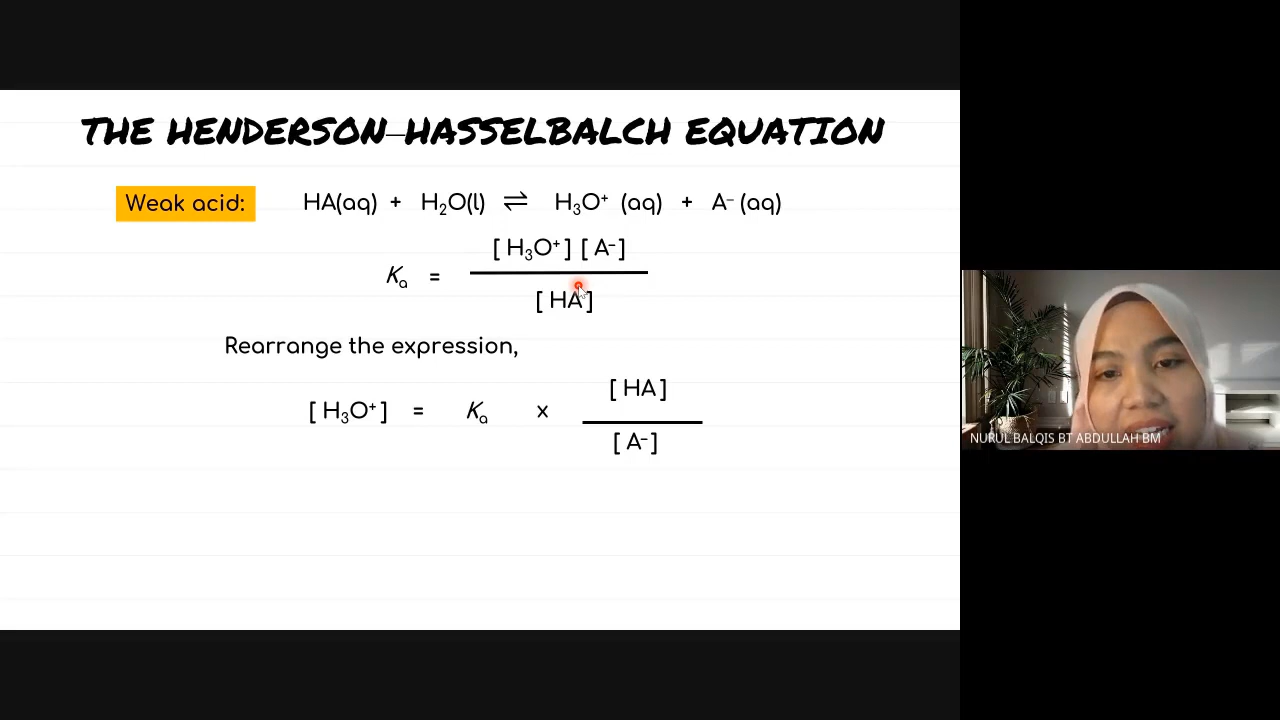 THE HENDERSON–HASSELBALCH EQUATION
Weak acid: HA(aq) + H₂O(l) ⇌ H₃O⁺ (aq) + A⁻ (aq)
[ H₃O⁺ ] [ A⁻ ]
Kₐ =
[ HA ]
Rearrange the expression,
[ HA ]
[ H₃O⁺ ] = Kₐ x
[ A⁻ ]
NURUL BALQIS BT ABDULLAH BM